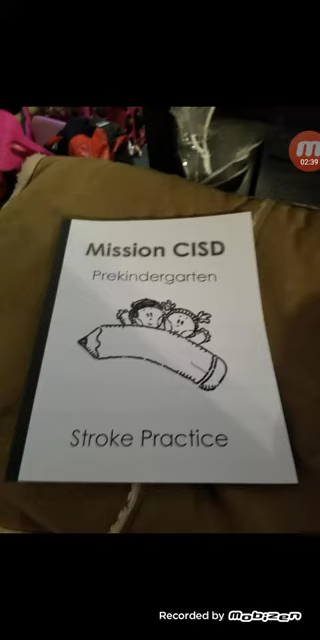 02:39
Mission CISD
Prekindergarten
Stroke Practice
Recorded by mobizen